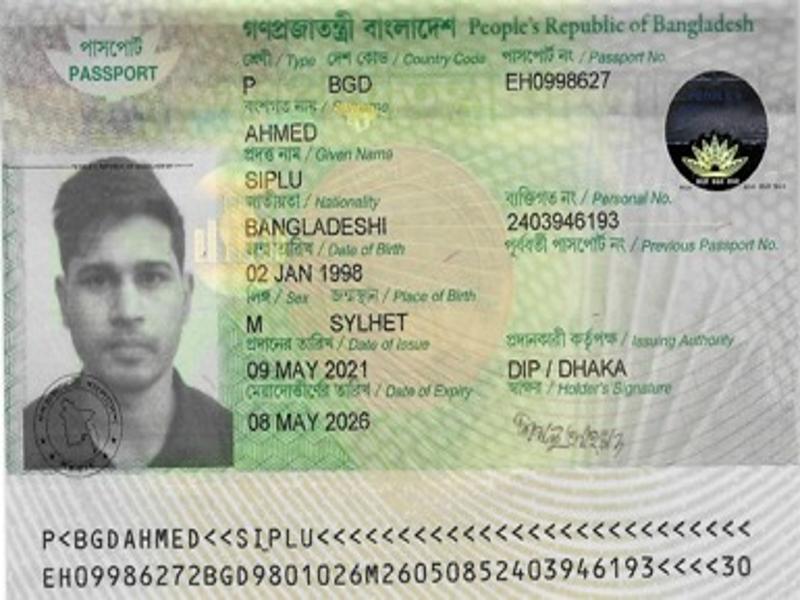 পাসপোর্ট
PASSPORT
গণপ্রজাতন্ত্রী বাংলাদেশ People's Republic of Bangladesh
শ্রেণী / Type দেশ কোড / Country Code পাসপোর্ট নং / Passport No.
P BGD EH0998627
বংশগত নাম / Surname
AHMED
প্রদত্ত নাম / Given Name
SIPLU
জাতীয়তা / Nationality ব্যক্তিগত নং / Personal No.
BANGLADESHI 2403946193
জন্ম তারিখ / Date of Birth পূর্ববর্তী পাসপোর্ট নং / Previous Passport No.
02 JAN 1998
লিঙ্গ / Sex জন্মস্থান / Place of Birth
M SYLHET
প্রদানের তারিখ / Date of Issue প্রদানকারী কর্তৃপক্ষ / Issuing Authority
09 MAY 2021 DIP / DHAKA
মেয়াদোত্তীর্ণের তারিখ / Date of Expiry স্বাক্ষর / Holder's Signature
08 MAY 2026
P<BGDAHMED<<SIPLU<<<<<<<<<<<<<<<<<<<<<<<<<<<
EH09986272BGD9801026M26050852403946193<<<<30